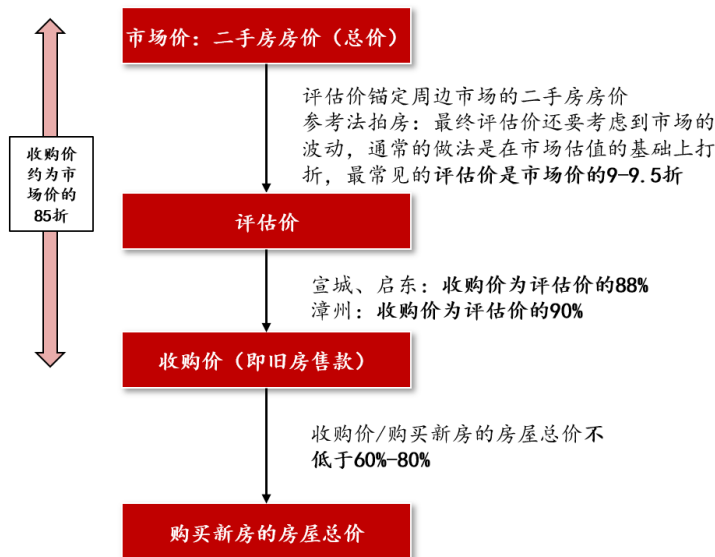 市场价：二手房房价（总价）
评估价锚定周边市场的二手房房价
参考法拍房：最终评估价还要考虑到市场的
波动，通常的做法是在市场估值的基础上打
折，最常见的评估价是市场价的9-9.5折
收购价
约为市
场价的
85折
评估价
宣城、启东：收购价为评估价的88%
漳州：收购价为评估价的90%
收购价（即旧房售款）
收购价/购买新房的房屋总价不
低于60%-80%
购买新房的房屋总价